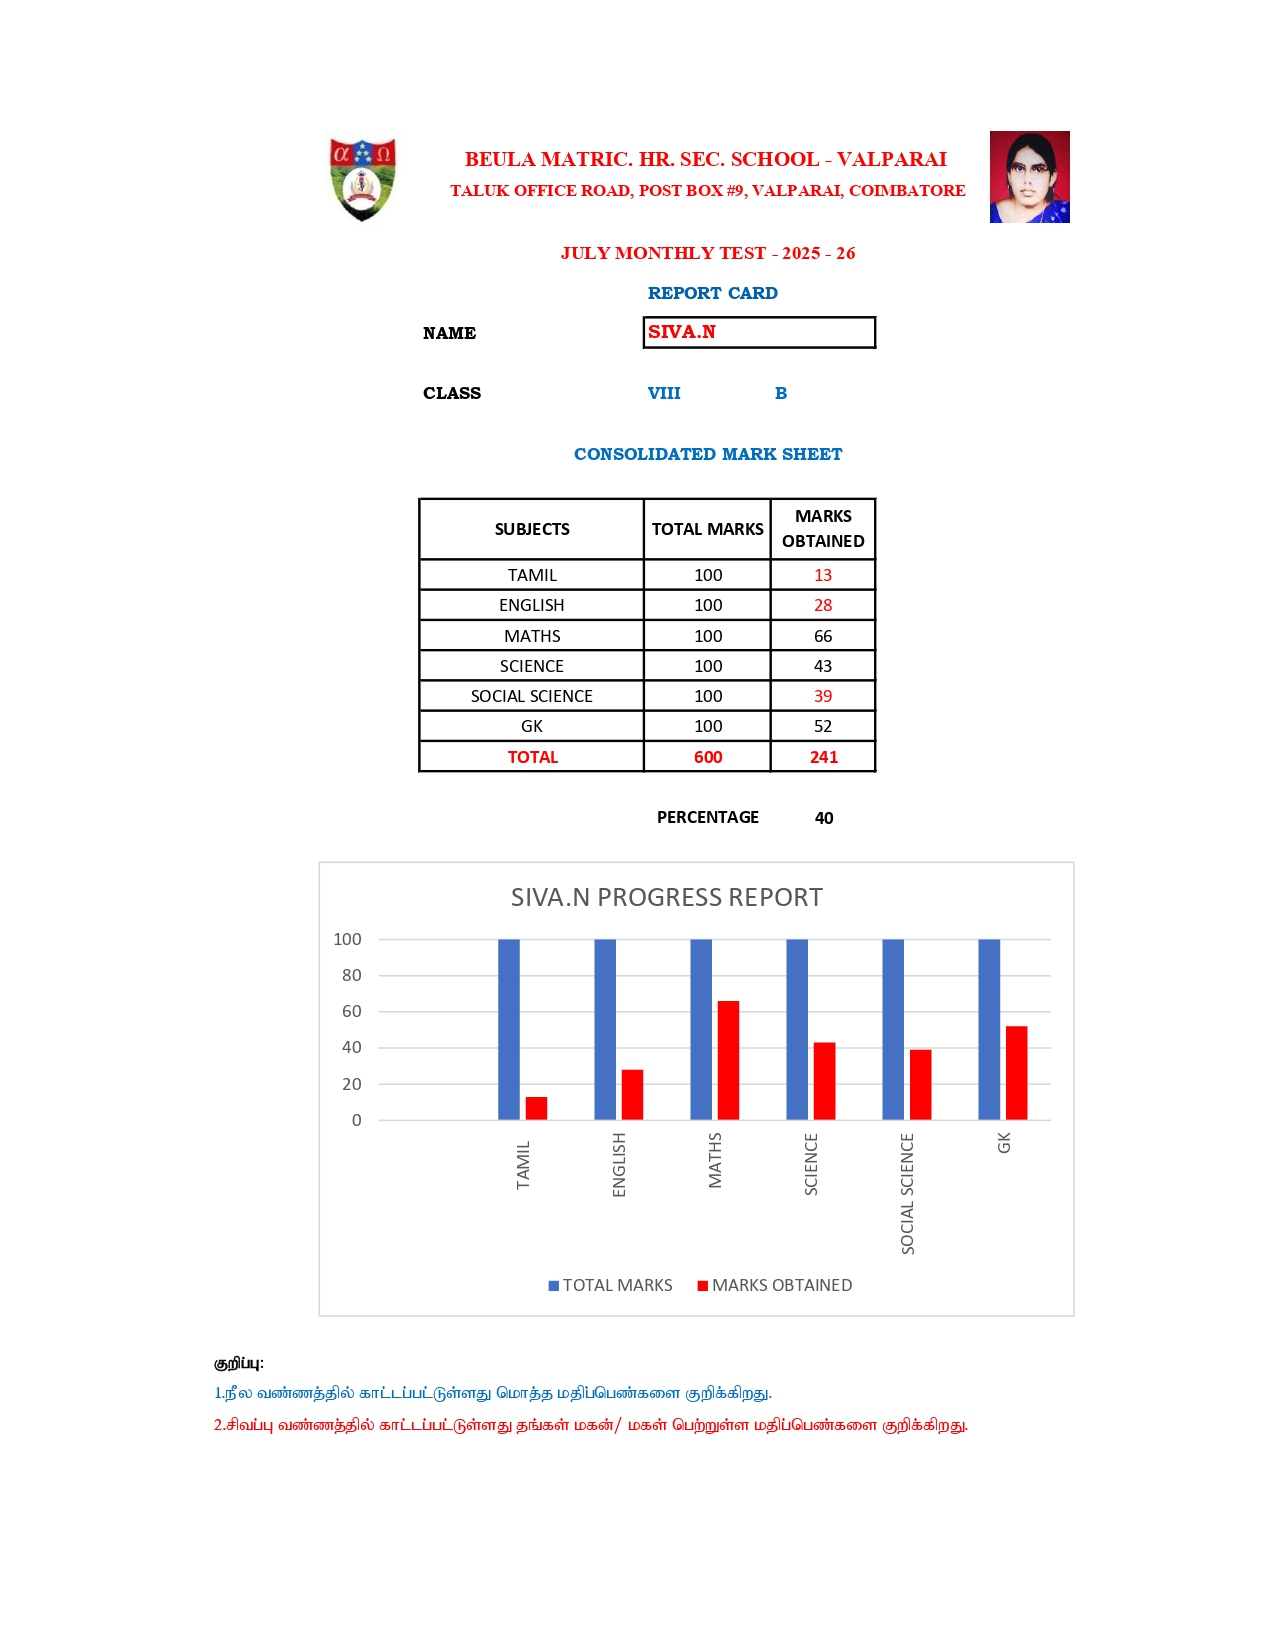 α Ω
BEULA MATRIC. HR. SEC. SCHOOL - VALPARAI
TALUK OFFICE ROAD, POST BOX #9, VALPARAI, COIMBATORE
JULY MONTHLY TEST - 2025 - 26
REPORT CARD
NAME SIVA.N
CLASS VIII B
CONSOLIDATED MARK SHEET
SUBJECTS TOTAL MARKS MARKS OBTAINED
TAMIL 100 13
ENGLISH 100 28
MATHS 100 66
SCIENCE 100 43
SOCIAL SCIENCE 100 39
GK 100 52
TOTAL 600 241
PERCENTAGE 40
SIVA.N PROGRESS REPORT
100
80
60
40
20
0
TAMIL ENGLISH MATHS SCIENCE SOCIAL SCIENCE GK
TOTAL MARKS MARKS OBTAINED
குறிப்பு:
1.நீல வண்ணத்தில் காட்டப்பட்டுள்ளது மொத்த மதிப்பெண்களை குறிக்கிறது.
2.சிவப்பு வண்ணத்தில் காட்டப்பட்டுள்ளது தங்கள் மகன்/ மகள் பெற்றுள்ள மதிப்பெண்களை குறிக்கிறது.